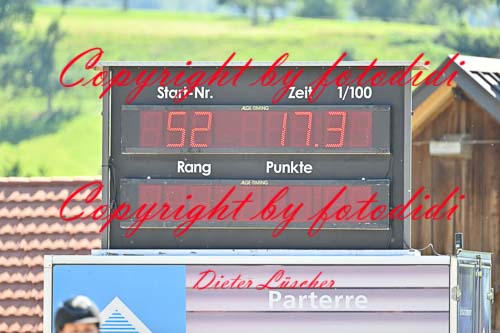 Copyright by fotodidi
Start-Nr. Zeit 1/100
ALGE-TIMING
52 17.3
Rang Punkte
ALGE-TIMING
Copyright by fotodidi
Dieter Lüscher
Parterre